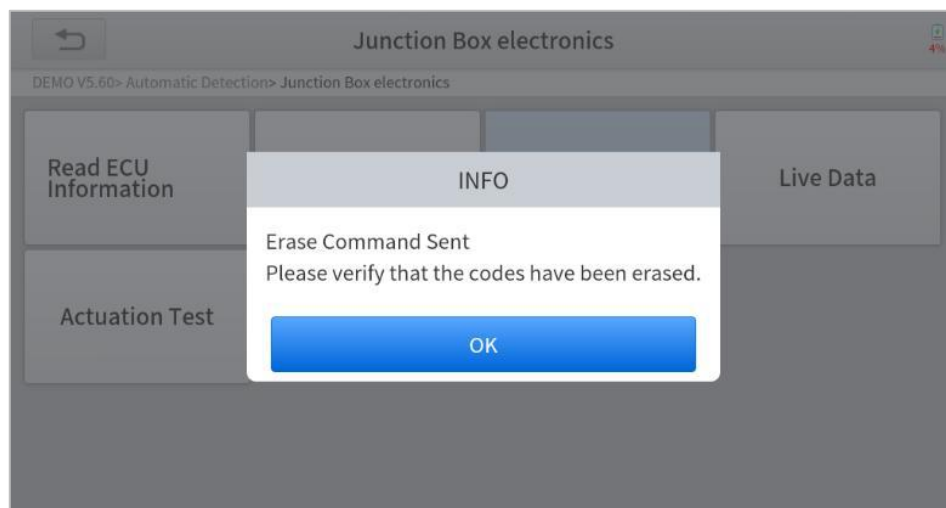 Junction Box electronics
4%
DEMO V5.60> Automatic Detection> Junction Box electronics
Read ECU
Information
Live Data
INFO
Erase Command Sent
Please verify that the codes have been erased.
OK
Actuation Test